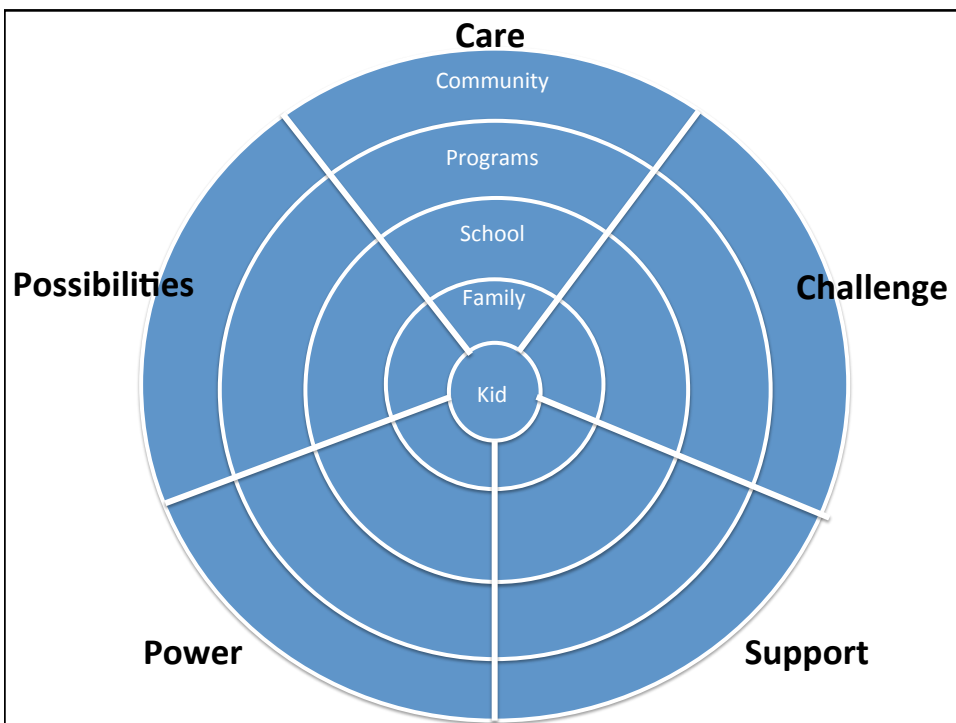 Care
Community
Programs
School
Possibilities
Family
Challenge
Kid
Power
Support